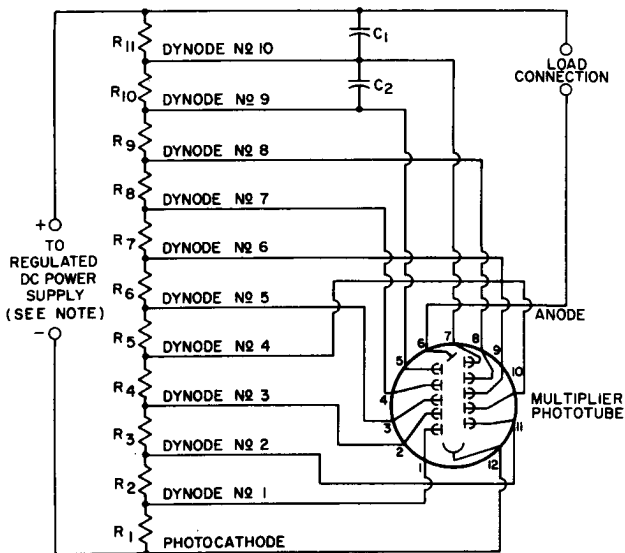 R11
DYNODE № 10
C1
R10
C2
LOAD
CONNECTION
DYNODE № 9
R9
DYNODE № 8
R8
DYNODE № 7
+
R7
TO
REGULATED
DC POWER
SUPPLY
(SEE NOTE)
-
DYNODE № 6
R6
DYNODE № 5
ANODE
R5
DYNODE № 4
6
7
8
9
5
10
R4
4
MULTIPLIER
PHOTOTUBE
DYNODE № 3
3
11
R3
2
DYNODE № 2
1
12
R2
DYNODE № 1
R1
PHOTOCATHODE